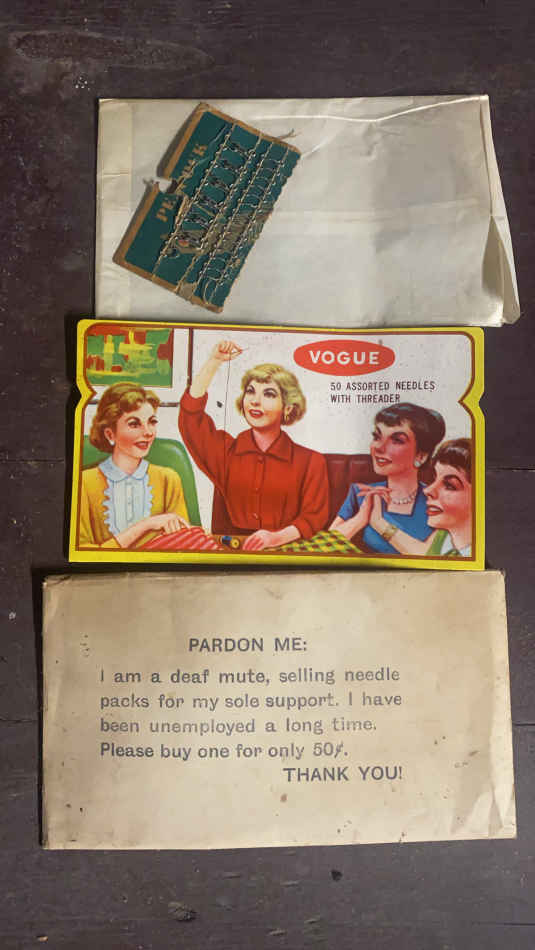 VOGUE
50 ASSORTED NEEDLES
WITH THREADER
PARDON ME:
I am a deaf mute, selling needle
packs for my sole support. I have
been unemployed a long time.
Please buy one for only 50¢.
THANK YOU!